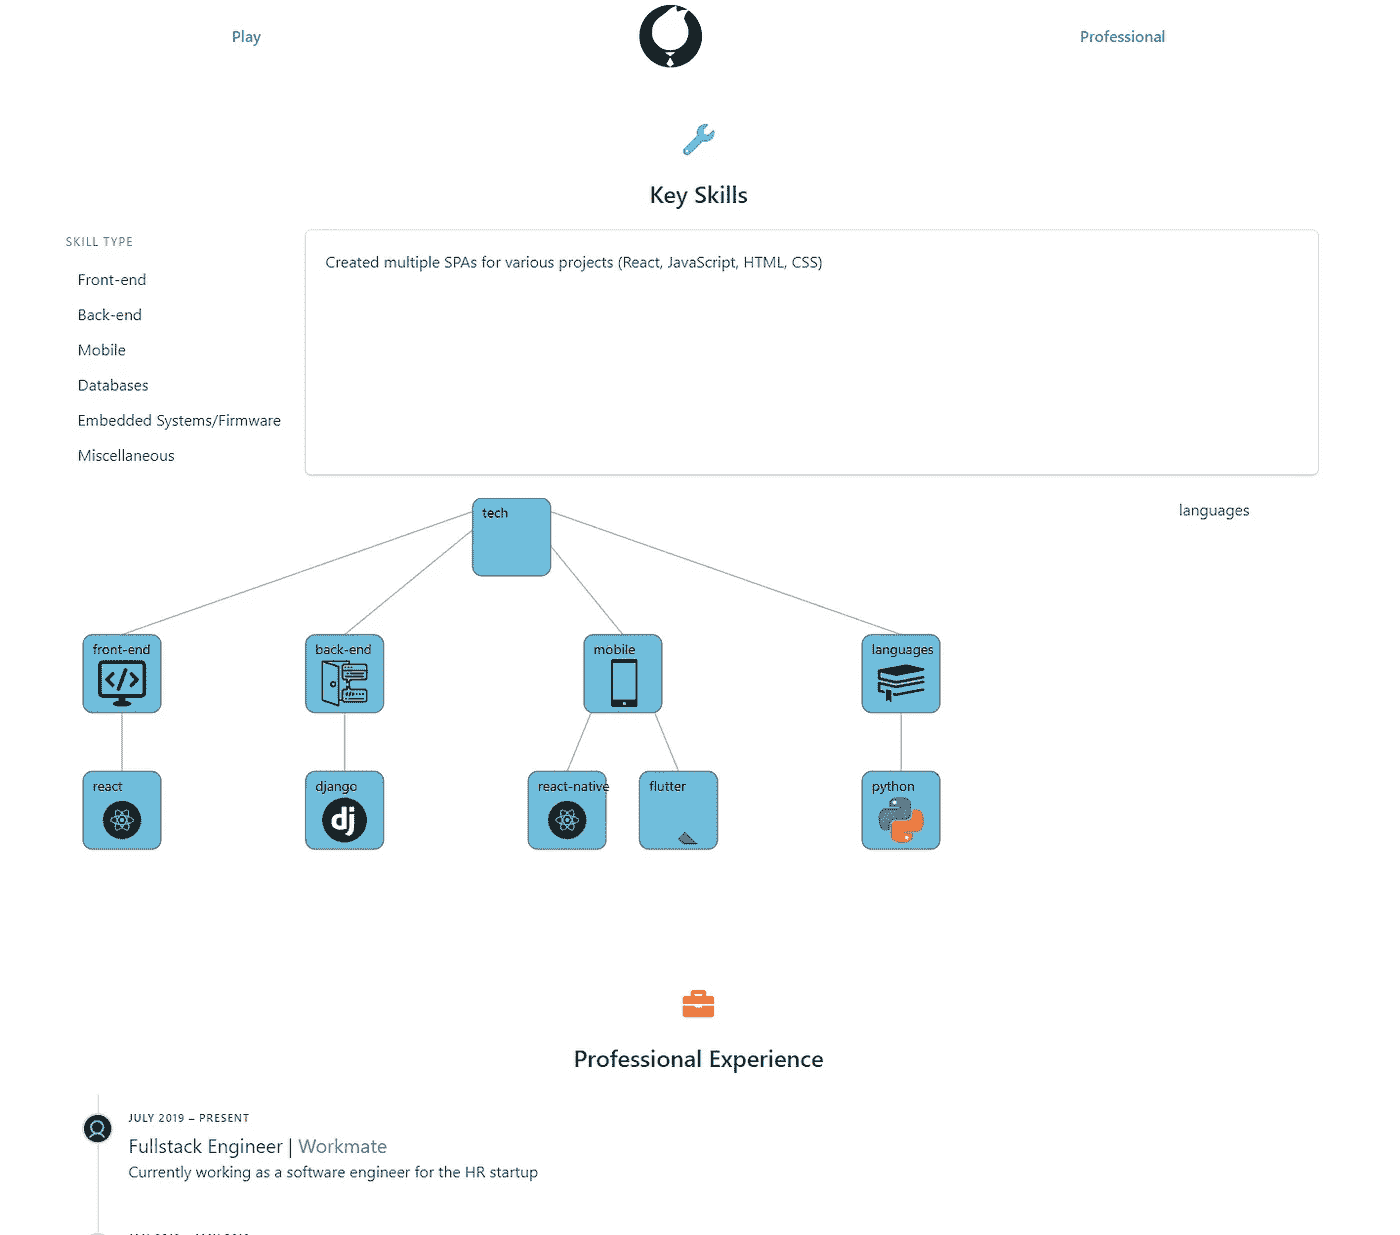 Play
Professional
Key Skills
SKILL TYPE
Front-end
Back-end
Mobile
Databases
Embedded Systems/Firmware
Miscellaneous
Created multiple SPAs for various projects (React, JavaScript, HTML, CSS)
tech
languages
front-end
back-end
mobile
languages
react
django
dj
react-native
flutter
python
Professional Experience
JULY 2019 – PRESENT
Fullstack Engineer | Workmate
Currently working as a software engineer for the HR startup